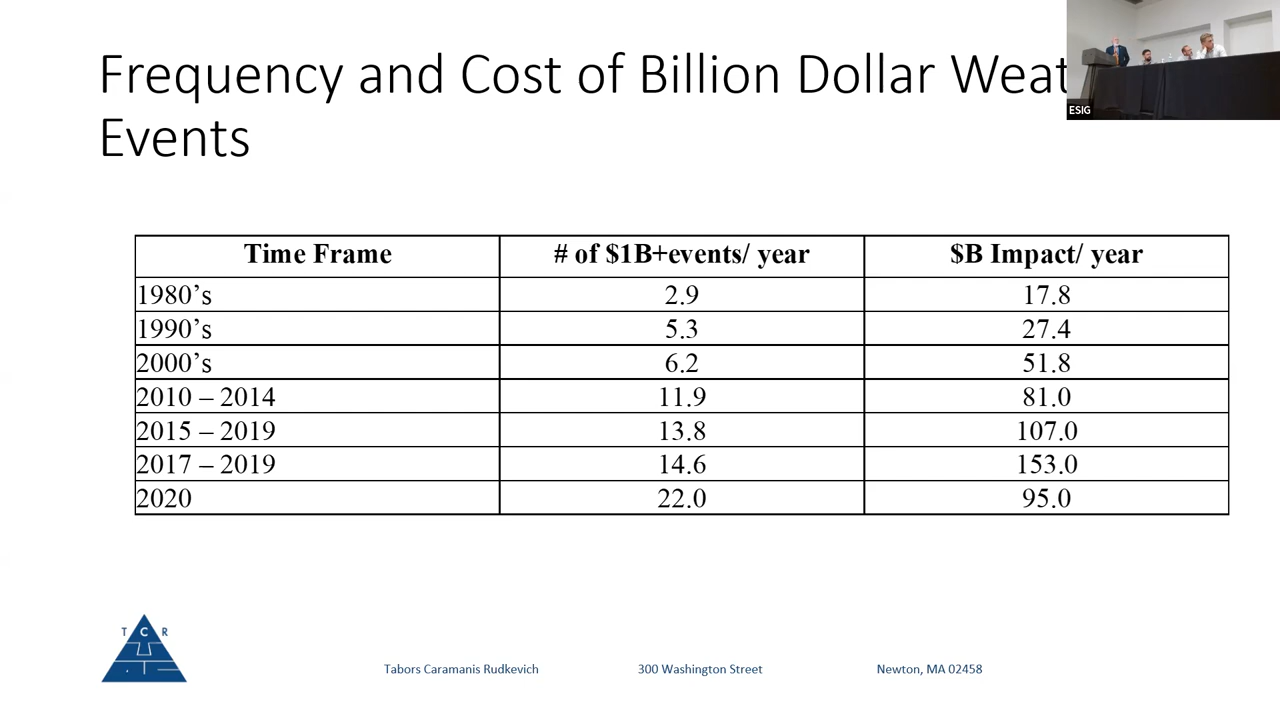 Frequency and Cost of Billion Dollar Weat
Events
ESIG
Time Frame # of $1B+events/ year $B Impact/ year
1980’s 2.9 17.8
1990’s 5.3 27.4
2000’s 6.2 51.8
2010 – 2014 11.9 81.0
2015 – 2019 13.8 107.0
2017 – 2019 14.6 153.0
2020 22.0 95.0
T C R
Tabors Caramanis Rudkevich 300 Washington Street Newton, MA 02458